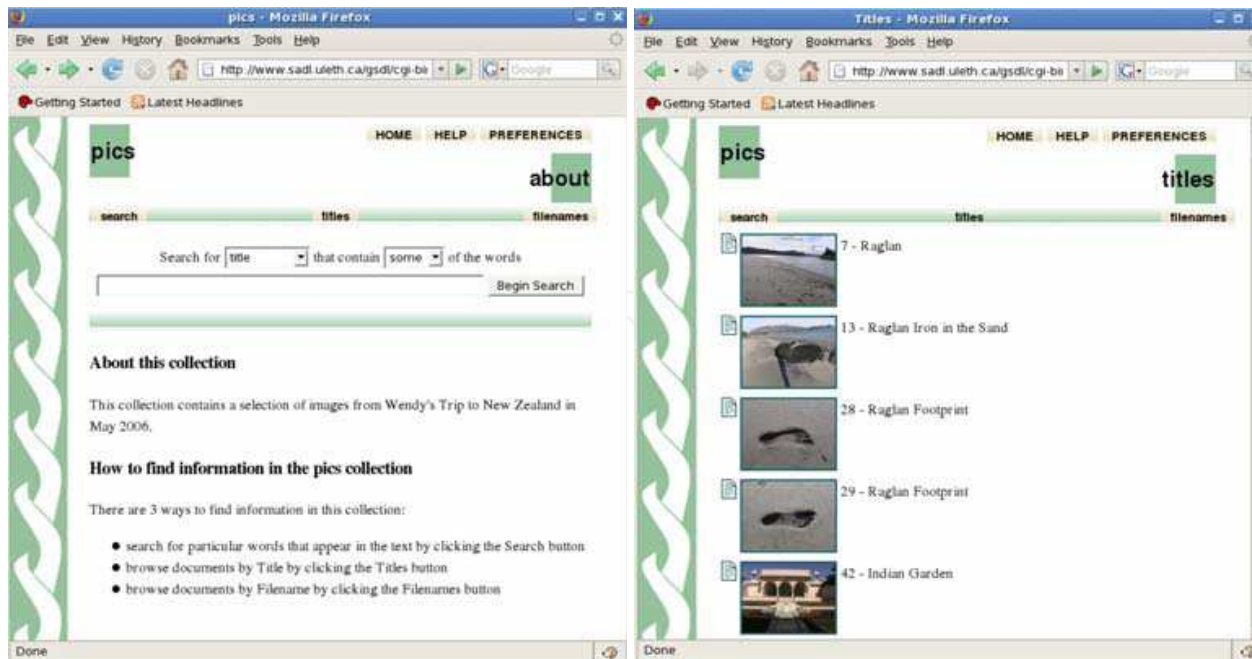 pics - Mozilla Firefox
File Edit View History Bookmarks Tools Help
http://www.sadl.uleth.ca/gsdl/cgi-bin
Google
Getting Started Latest Headlines
HOME HELP PREFERENCES
pics
about
search titles filenames
Search for title that contain some of the words
Begin Search
About this collection
This collection contains a selection of images from Wendy's Trip to New Zealand in
May 2006.
How to find information in the pics collection
There are 3 ways to find information in this collection:
search for particular words that appear in the text by clicking the Search button
browse documents by Title by clicking the Titles button
browse documents by Filename by clicking the Filenames button
Done
Titles - Mozilla Firefox
File Edit View History Bookmarks Tools Help
http://www.sadl.uleth.ca/gsdl/cgi-bin
Google
Getting Started Latest Headlines
HOME HELP PREFERENCES
pics
titles
search titles filenames
7 - Raglan
13 - Raglan Iron in the Sand
28 - Raglan Footprint
29 - Raglan Footprint
42 - Indian Garden
Done